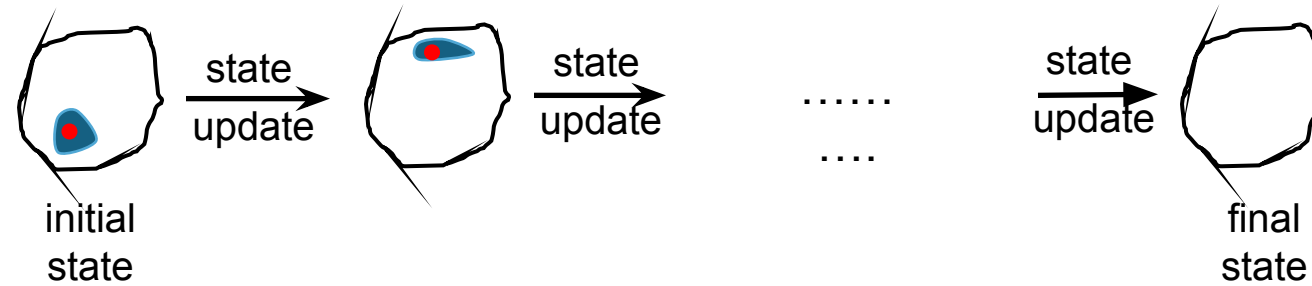 state
update
state
update
......
....
state
update
initial
state
final
state